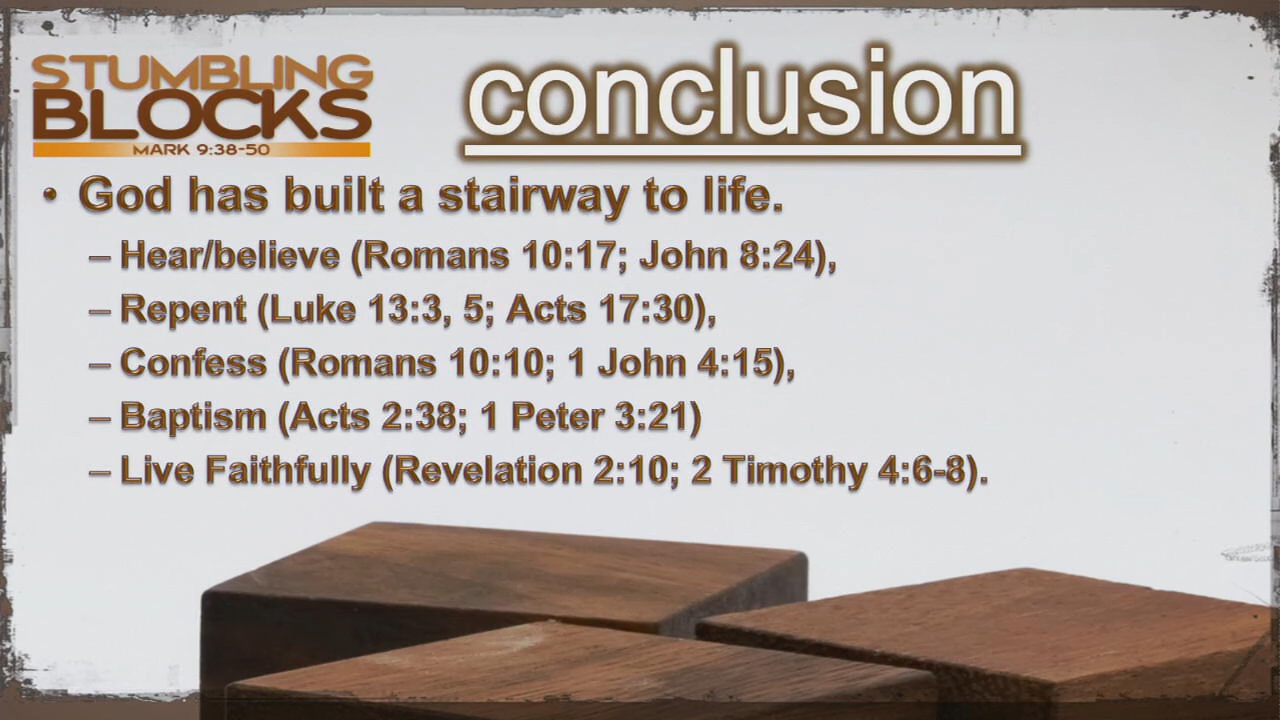 STUMBLING
BLOCKS
MARK 9:38-50
conclusion
• God has built a stairway to life.
– Hear/believe (Romans 10:17; John 8:24),
– Repent (Luke 13:3, 5; Acts 17:30),
– Confess (Romans 10:10; 1 John 4:15),
– Baptism (Acts 2:38; 1 Peter 3:21)
– Live Faithfully (Revelation 2:10; 2 Timothy 4:6-8).